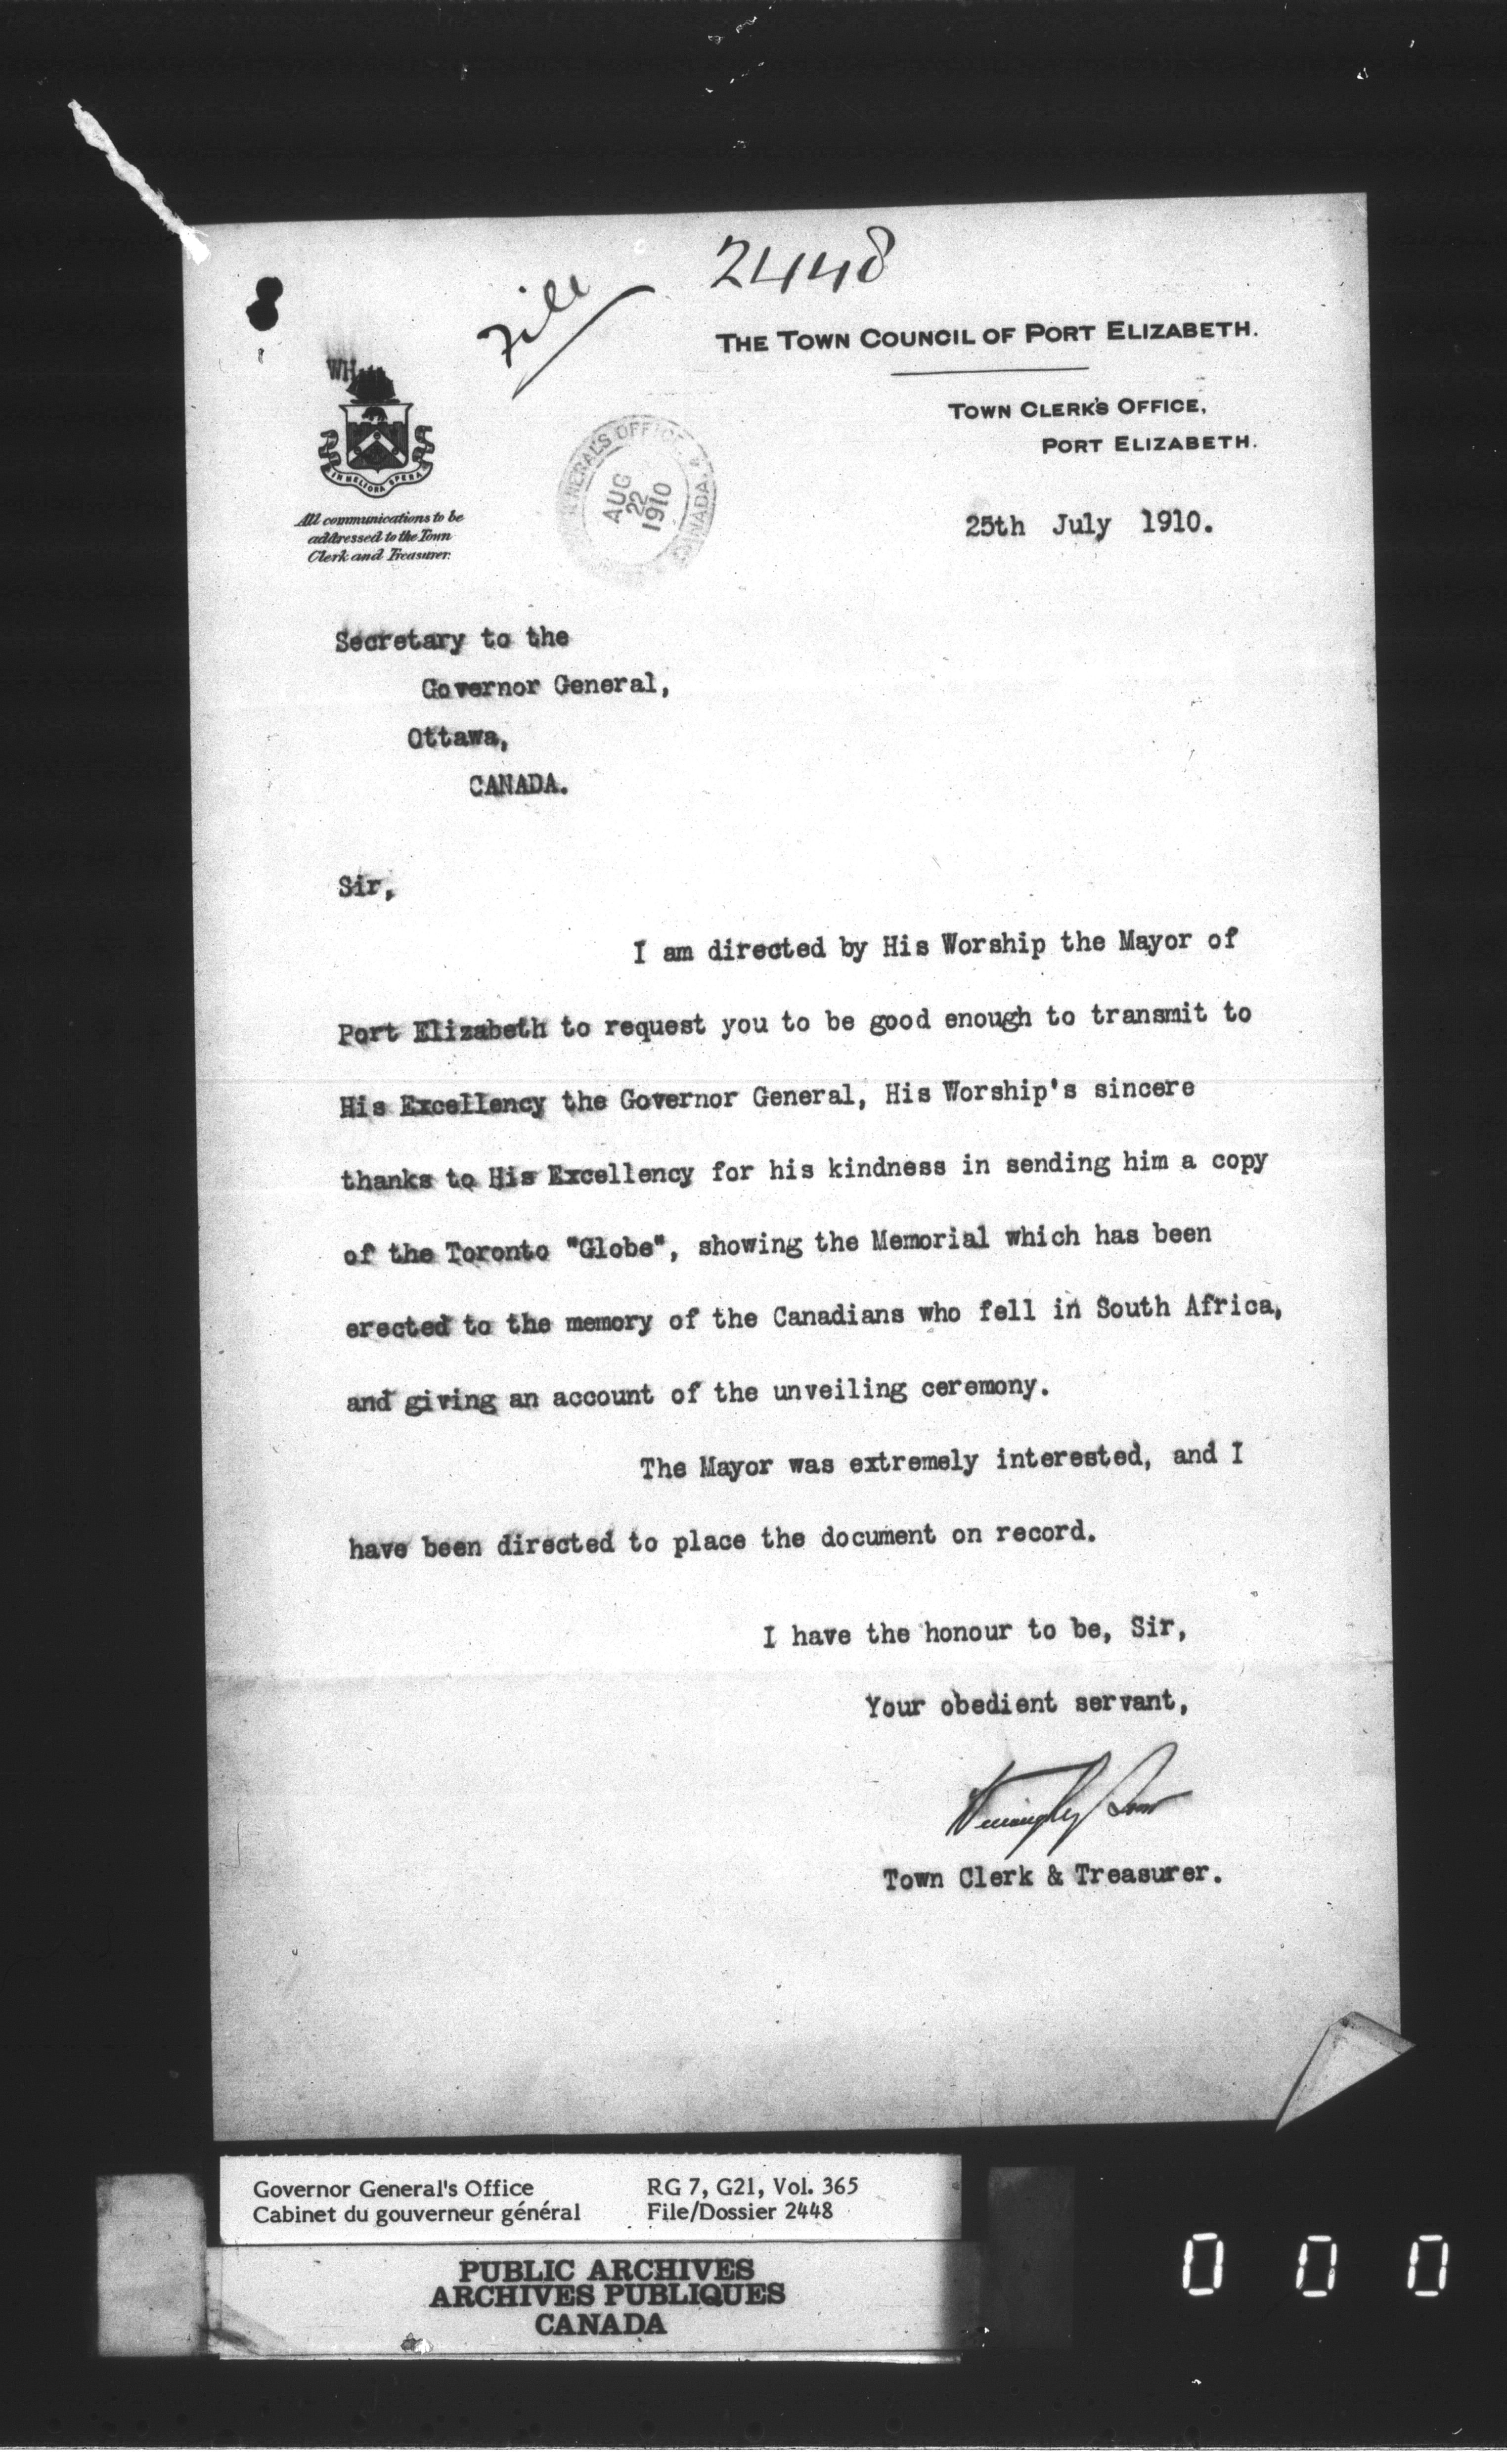 2448
File
THE TOWN COUNCIL OF PORT ELIZABETH.
WH
TOWN CLERK'S OFFICE,
PORT ELIZABETH.
IN MELIORA SPERA
All communications to be
addressed to the Town
Clerk and Treasurer.
GENERAL'S OFFICE
AUG
22
1910
CANADA
25th July 1910.
Secretary to the
Governor General,
Ottawa,
CANADA.
Sir,
I am directed by His Worship the Mayor of
Port Elizabeth to request you to be good enough to transmit to
His Excellency the Governor General, His Worship's sincere
thanks to His Excellency for his kindness in sending him a copy
of the Toronto "Globe", showing the Memorial which has been
erected to the memory of the Canadians who fell in South Africa,
and giving an account of the unveiling ceremony.
The Mayor was extremely interested, and I
have been directed to place the document on record.
I have the honour to be, Sir,
Your obedient servant,
Town Clerk & Treasurer.
Governor General's Office RG 7, G21, Vol. 365
Cabinet du gouverneur général File/Dossier 2448
PUBLIC ARCHIVES
ARCHIVES PUBLIQUES
CANADA
0 0 0